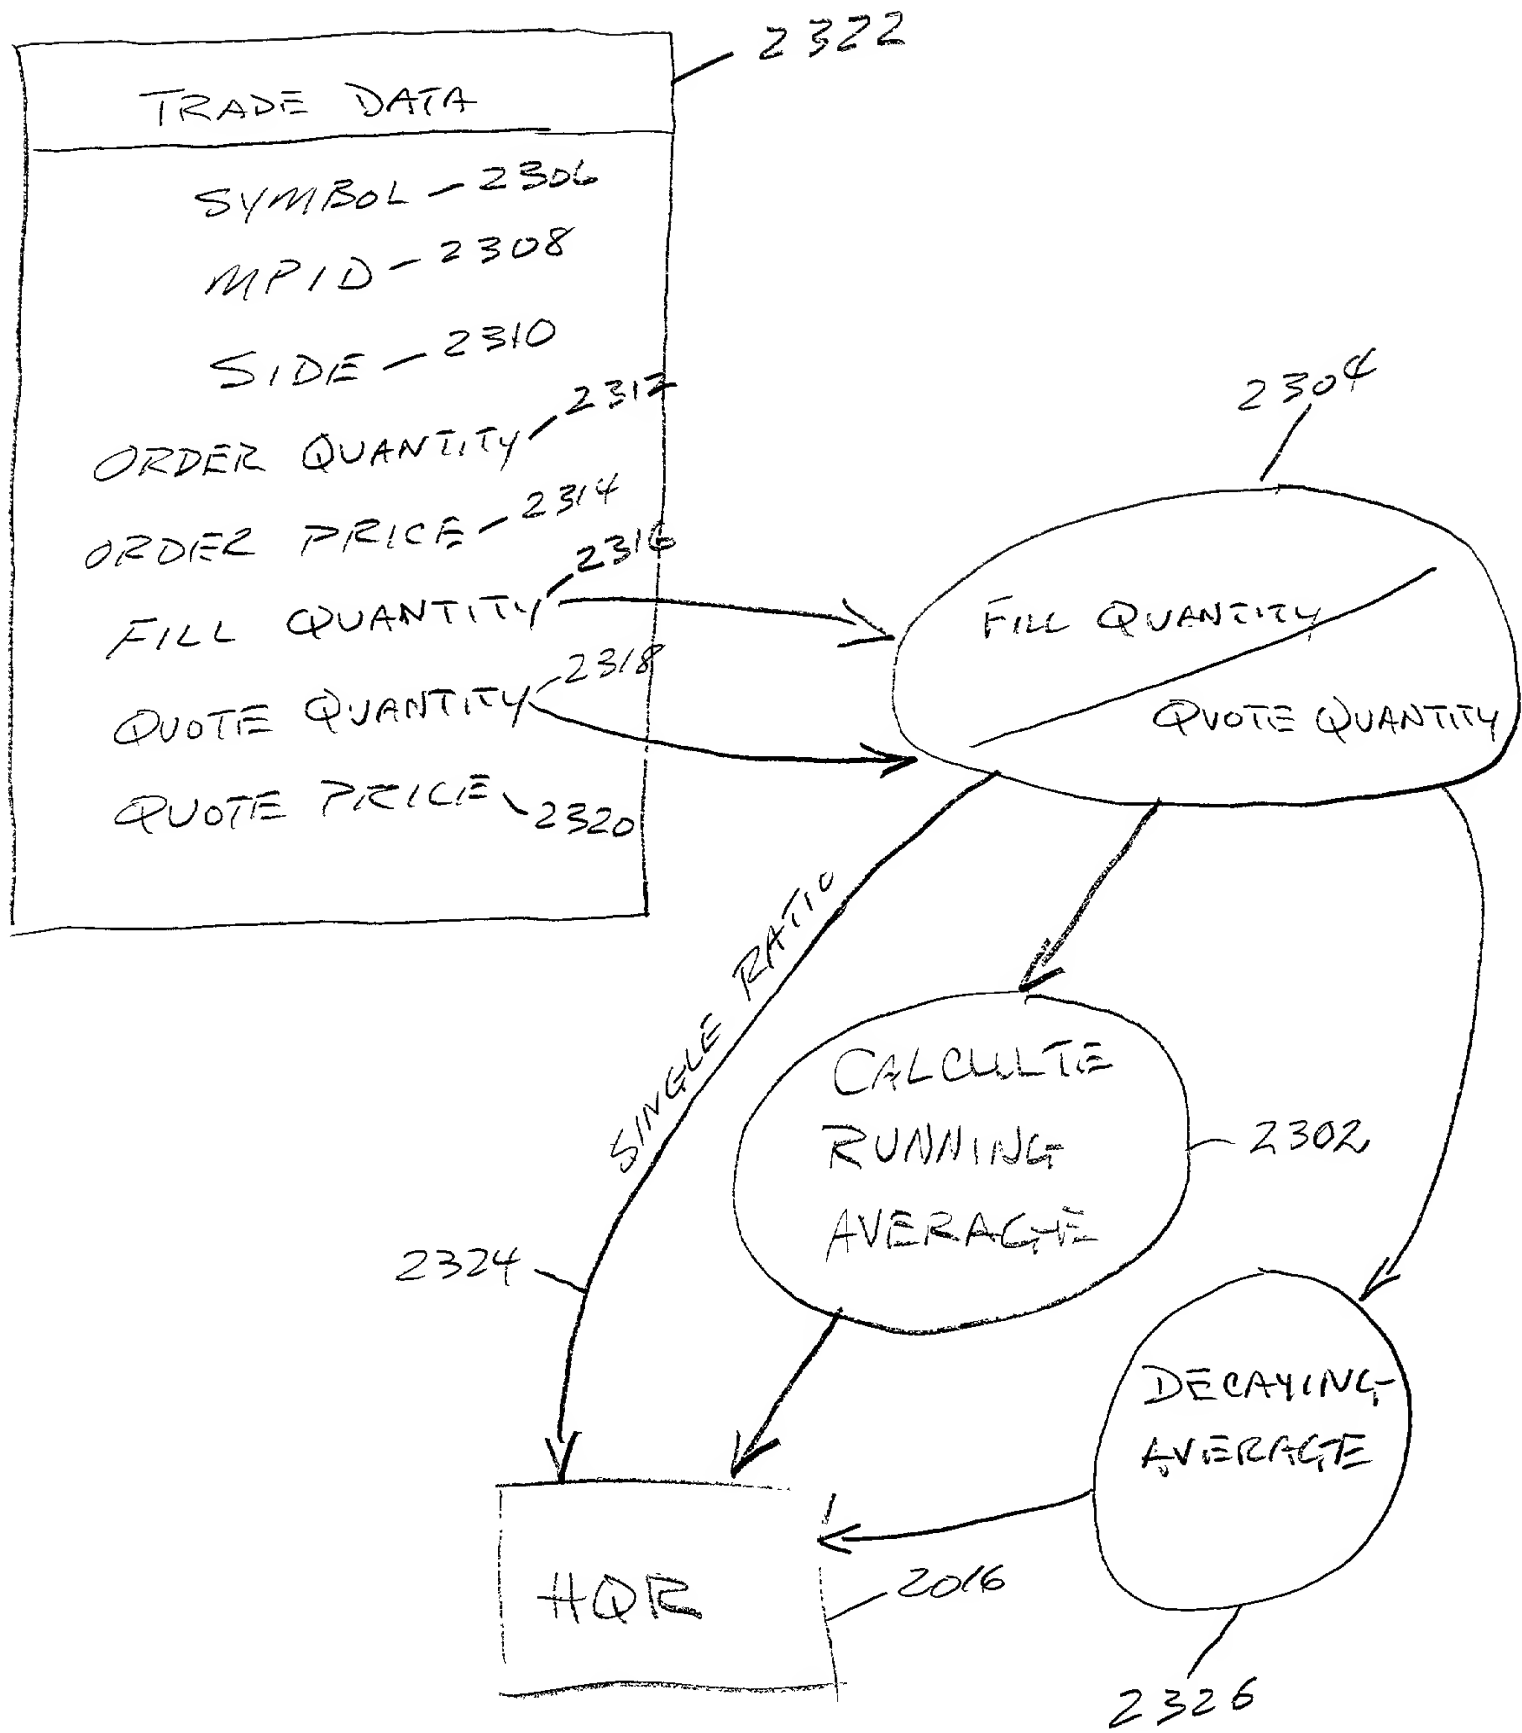 2322
TRADE DATA
SYMBOL - 2306
MPID - 2308
SIDE - 2310
ORDER QUANTITY 2312
ORDER PRICE - 2314
FILL QUANTITY 2316
QUOTE QUANTITY 2318
QUOTE PRICE 2320
2304
FILL QUANTITY
QUOTE QUANTITY
SINGLE RATIO
2324
CALCULTE
RUNNING
AVERAGE
2302
DECAYING
AVERAGE
2326
HQR
2016